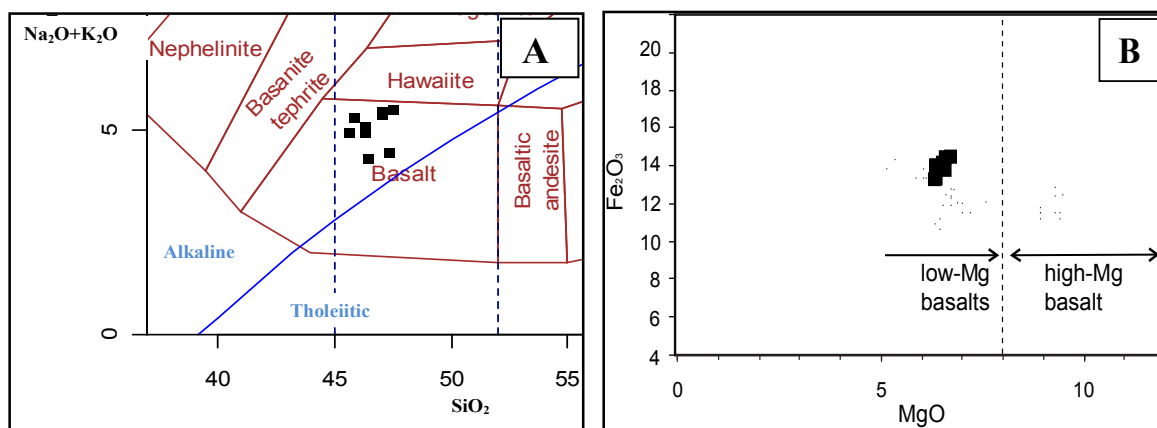 Na₂O+K₂O
A
Nephelinite
Basanite
tephrite
Hawaiite
Basalt
Basaltic
andesite
Alkaline
Tholeiitic
5
0
40
45
50
55
SiO₂
B
22
20
18
16
14
12
10
8
6
4
Fe₂O₃
low-Mg
basalts
high-Mg
basalt
0
5
10
MgO